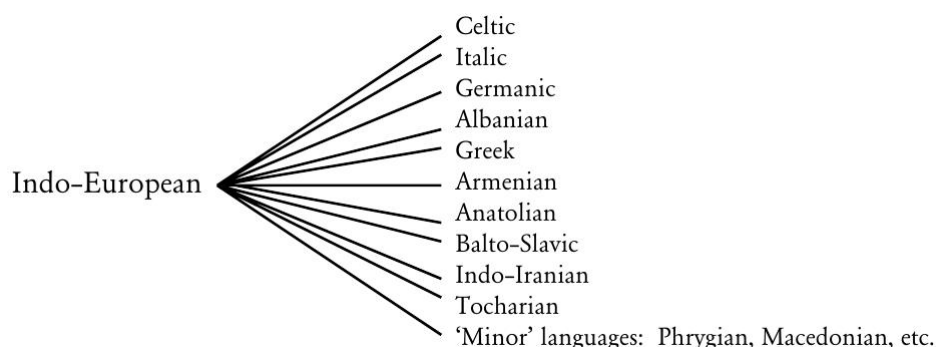 Celtic
Italic
Germanic
Albanian
Greek
Indo-European
Armenian
Anatolian
Balto-Slavic
Indo-Iranian
Tocharian
‘Minor’ languages: Phrygian, Macedonian, etc.